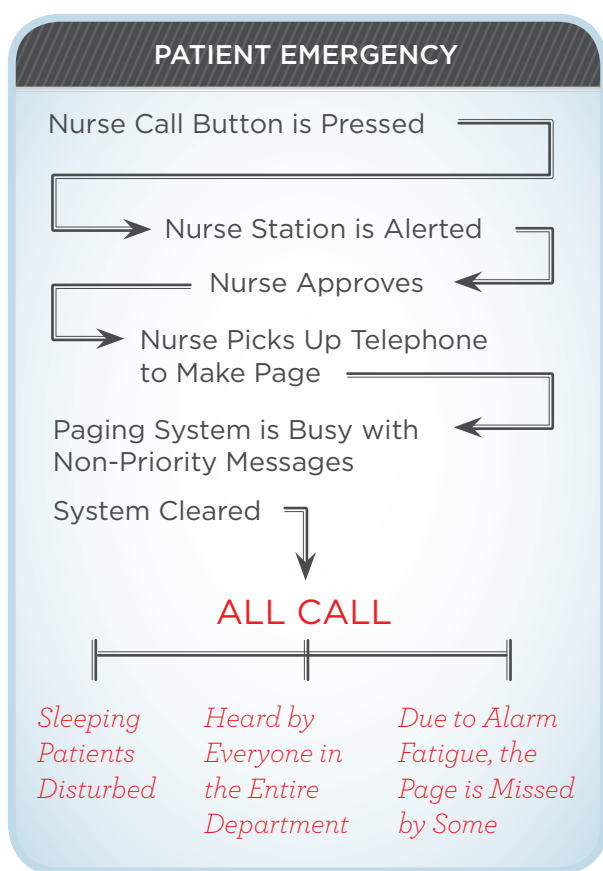 PATIENT EMERGENCY
Nurse Call Button is Pressed
Nurse Station is Alerted
Nurse Approves
Nurse Picks Up Telephone
to Make Page
Paging System is Busy with
Non-Priority Messages
System Cleared
ALL CALL
Sleeping
Patients
Disturbed
Heard by
Everyone in
the Entire
Department
Due to Alarm
Fatigue, the
Page is Missed
by Some